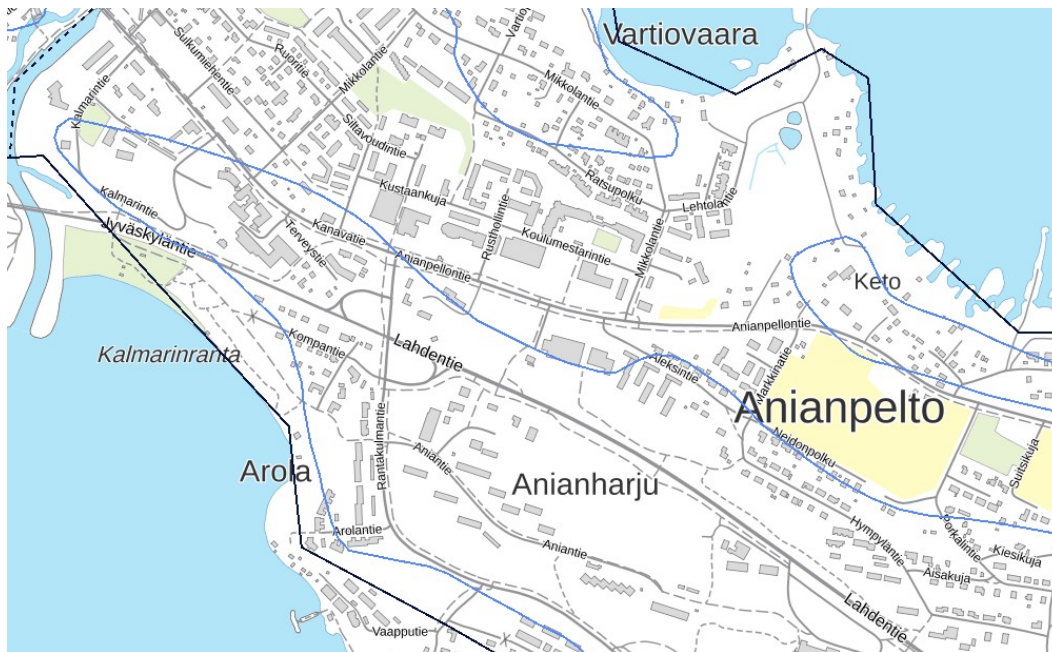 Vartiovaara
Vartio
Sulkumiehentie
Ruoritie
Mikkolantie
Mikkolantie
Kalmarintie
Siltavoudintie
Kustaankuja
Ratsupolku
Lehtolantie
Kalmarintie
Jyväskyläntie
Terveystie
Kanavatie
Anianpellontie
Rusthollintie
Koulumestarintie
Mikkolantie
Keto
Kalmarinranta
Kompantie
Lahdentie
Anianpellontie
Aleksintie
Markkinatie
Anianpelto
Rantakulmantie
Aniantie
Neidonpolku
Suitsikuja
Arola
Anianharju
Arolantie
Aniantie
Hympyläntie
Porkalintie
Kiesikuja
Aisakuja
Lahdentie
Vaapputie